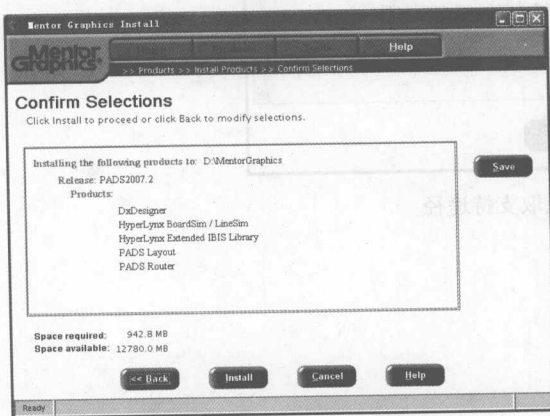 Mentor Graphics Install
Mentor Graphics
Help
>> Products >> Install Products >> Confirm Selections
Confirm Selections
Click Install to proceed or click Back to modify selections.
Installing the following products to: D:\MentorGraphics
Release: PADS2007.2
Products:
DxDesigner
HyperLynx BoardSim / LineSim
HyperLynx Extended IBIS Library
PADS Layout
PADS Router
Save
Space required: 942.8 MB
Space available: 12780.0 MB
<< Back
Install
Cancel
Help
Ready